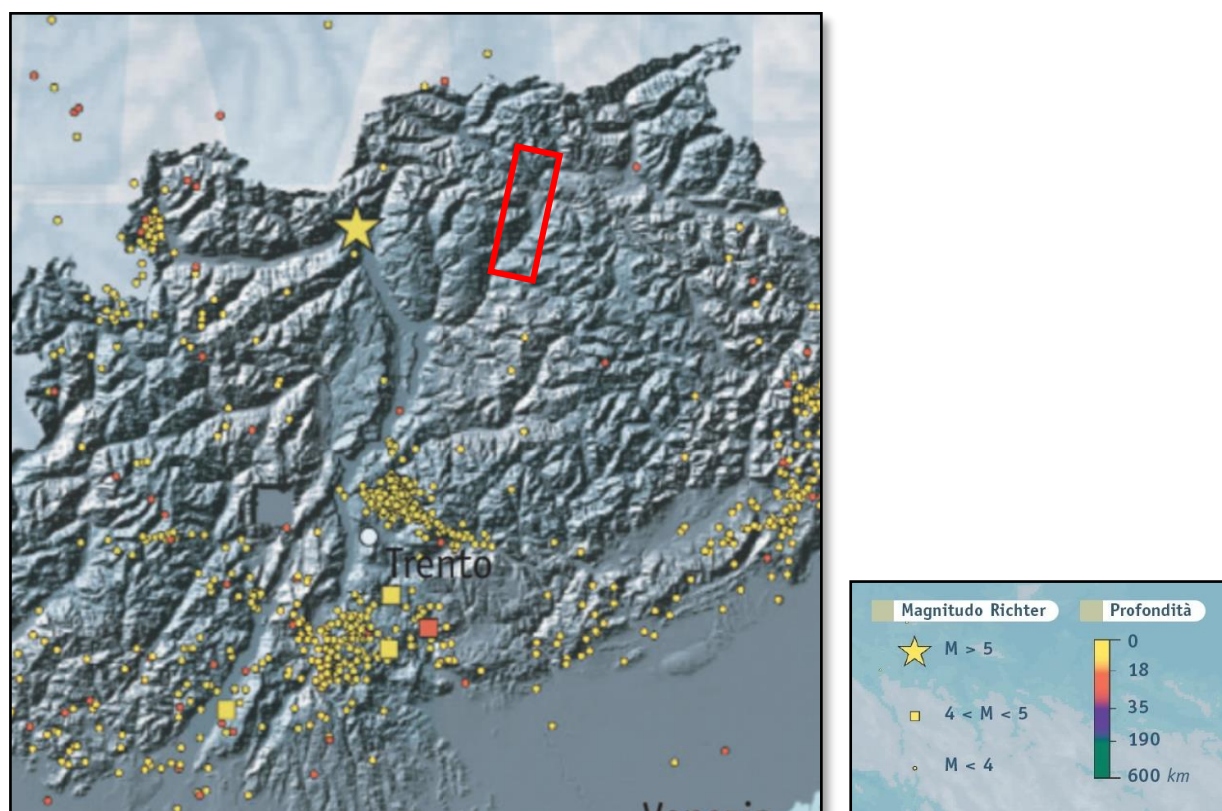 Trento
Magnitudo Richter
Profondità
M > 5
4 < M < 5
M < 4
0
18
35
190
600 km